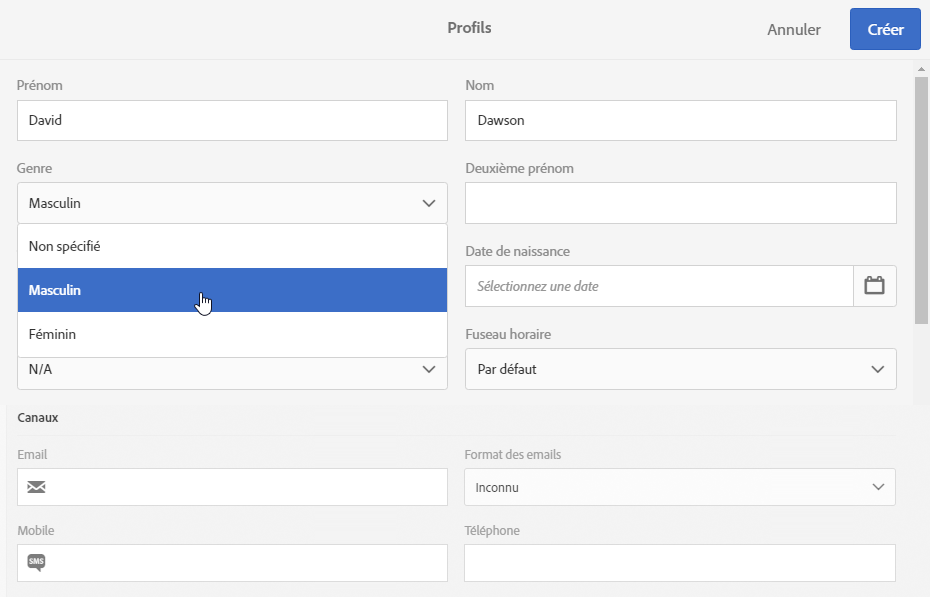 Profils
Annuler
Créer
Prénom
Nom
David
Dawson
Genre
Deuxième prénom
Masculin
Non spécifié
Date de naissance
Masculin
Sélectionnez une date
Féminin
Fuseau horaire
N/A
Par défaut
Canaux
Email
Format des emails
Inconnu
Mobile
Téléphone
SMS